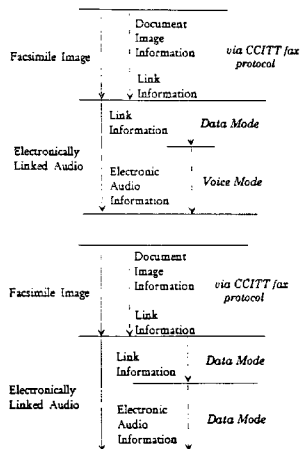 Document
Image
Information
Facsimile Image
via CCITT fax
protocol
Link
Information
Link
Information
Data Mode
Electronically
Linked Audio
Electronic
Audio
Information
Voice Mode
Document
Image
Information
Facsimile Image
via CCITT fax
protocol
Link
Information
Link
Information
Data Mode
Electronically
Linked Audio
Electronic
Audio
Information
Data Mode